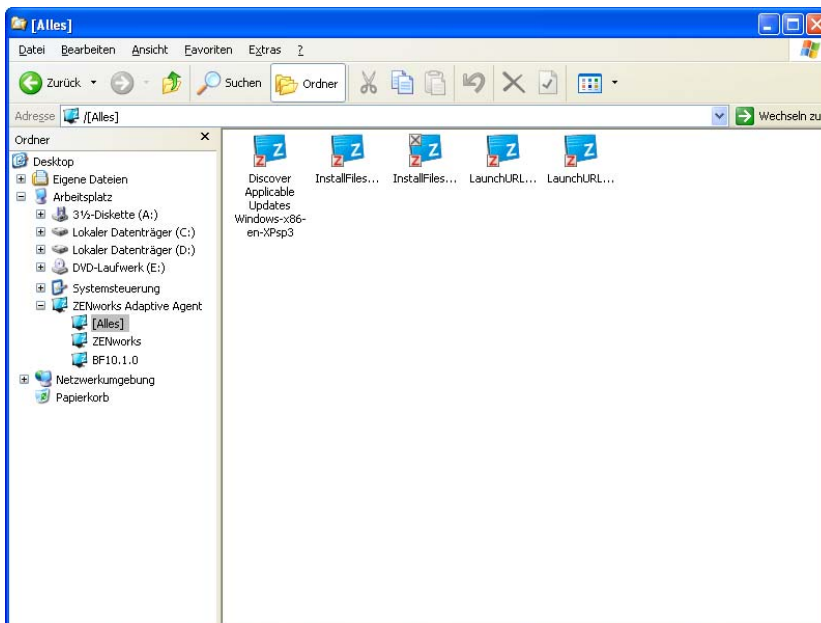 [Alles]
Datei Bearbeiten Ansicht Favoriten Extras ?
Zurück Suchen Ordner
Adresse /[Alles] Wechseln zu
Ordner
Desktop
Eigene Dateien
Arbeitsplatz
3½-Diskette (A:)
Lokaler Datenträger (C:)
Lokaler Datenträger (D:)
DVD-Laufwerk (E:)
Systemsteuerung
ZENworks Adaptive Agent
[Alles]
ZENworks
BF10.1.0
Netzwerkumgebung
Papierkorb
Discover
Applicable
Updates
Windows-x86-
en-XPsp3
InstallFiles...
InstallFiles...
LaunchURL...
LaunchURL...